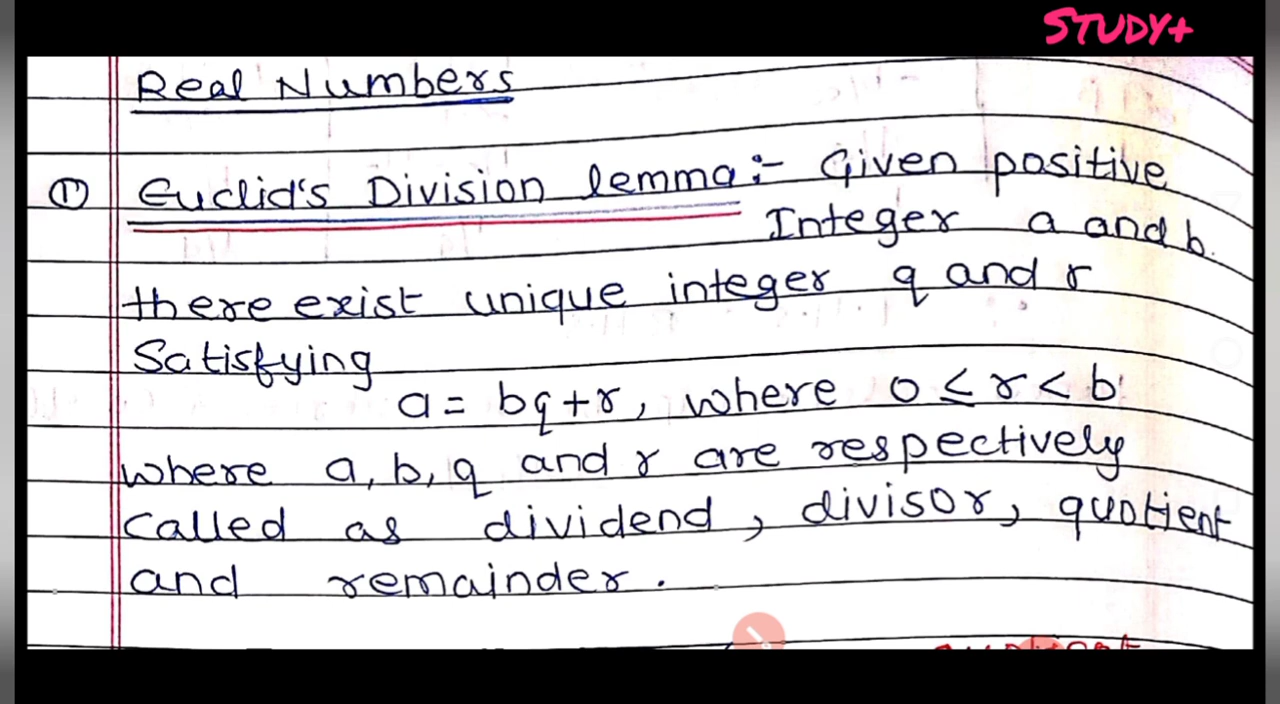 STUDY+
Real Numbers
① Euclid's Division lemma :- Given positive
Integer a and b.
there exist unique integer q and r
Satisfying
a = bq + r, where 0 ≤ r < b
where a, b, q and r are respectively
called as dividend, divisor, quotient
and remainder.